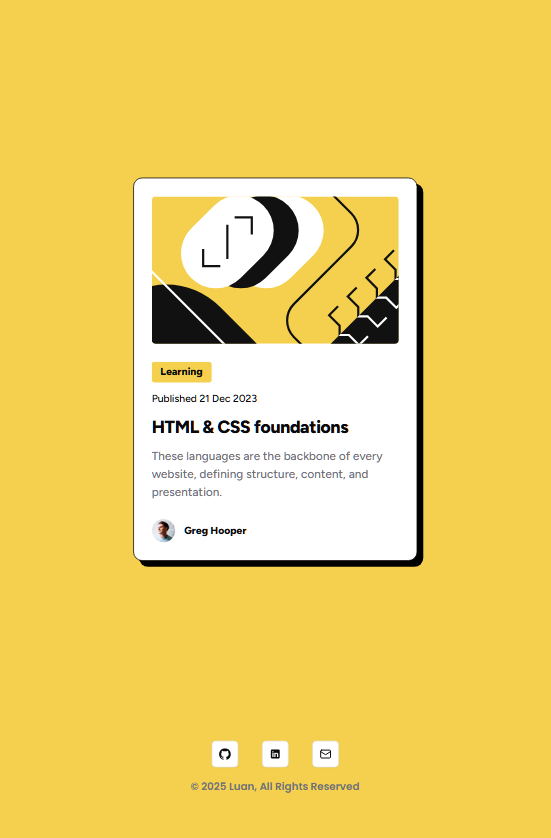 Learning
Published 21 Dec 2023
HTML & CSS foundations
These languages are the backbone of every
website, defining structure, content, and
presentation.
Greg Hooper
© 2025 Luan, All Rights Reserved